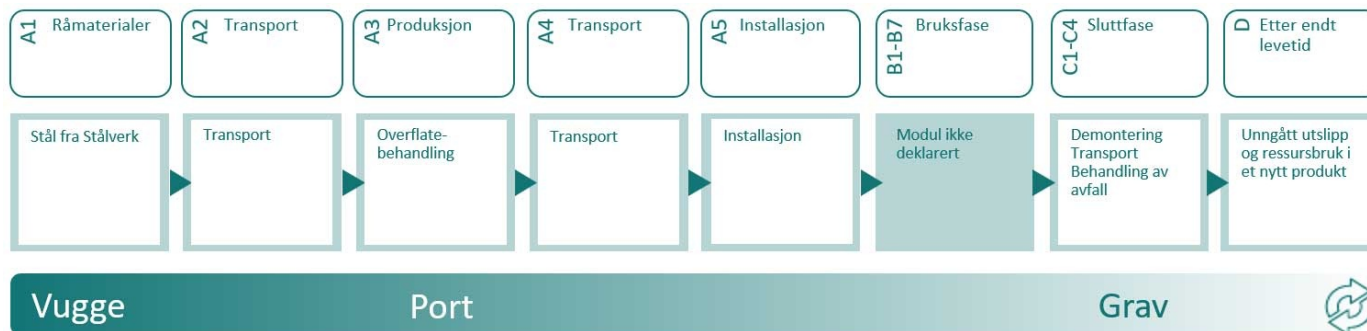 A1 Råmaterialer
A2 Transport
A3 Produksjon
A4 Transport
A5 Installasjon
B1-B7 Bruksfase
C1-C4 Sluttfase
D Etter endt
levetid
Stål fra Stålverk
Transport
Overflate-
behandling
Transport
Installasjon
Modul ikke
deklarert
Demontering
Transport
Behandling av
avfall
Unngått utslipp
og ressursbruk i
et nytt produkt
Vugge
Port
Grav